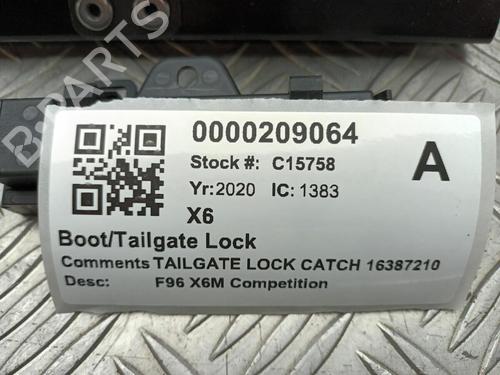 0000209064
Stock #: C15758
A
Yr: 2020 IC: 1383
X6
Boot/Tailgate Lock
Comments TAILGATE LOCK CATCH 16387210
Desc: F96 X6M Competition
B-Parts